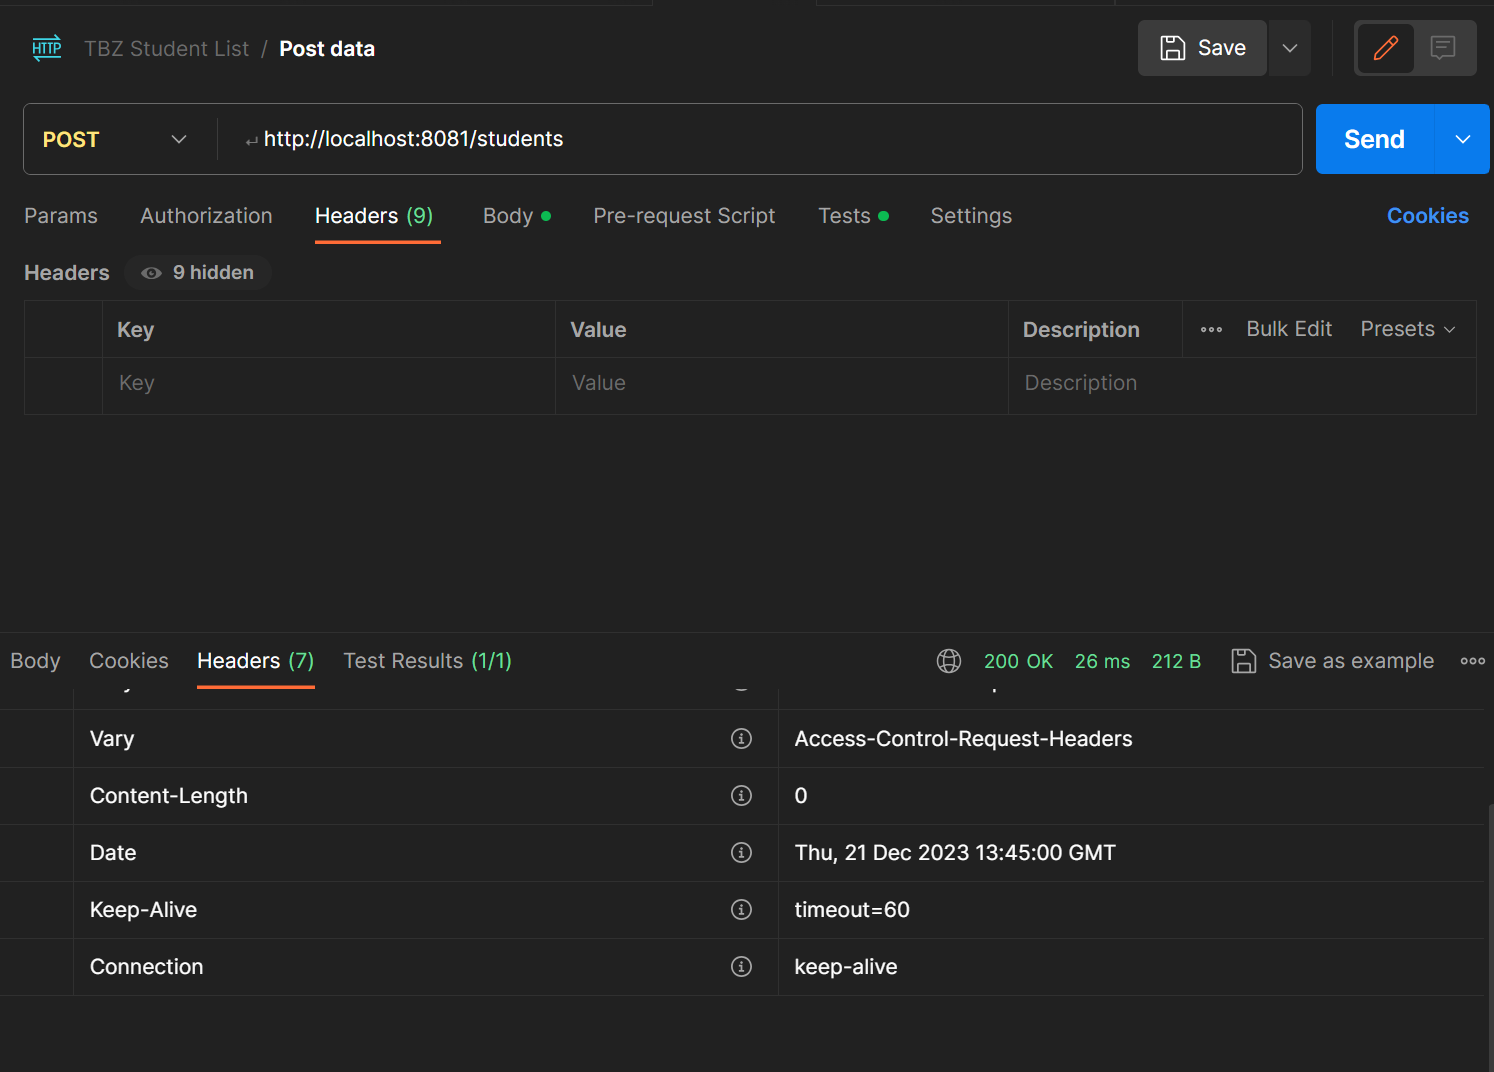 HTTP TBZ Student List / Post data Save
POST ↵ http://localhost:8081/students Send
Params Authorization Headers (9) Body Pre-request Script Tests Settings Cookies
Headers 9 hidden
Key Value Description Bulk Edit Presets
Key Value Description
Body Cookies Headers (7) Test Results (1/1) 200 OK 26 ms 212 B Save as example
Vary Access-Control-Request-Headers
Content-Length 0
Date Thu, 21 Dec 2023 13:45:00 GMT
Keep-Alive timeout=60
Connection keep-alive